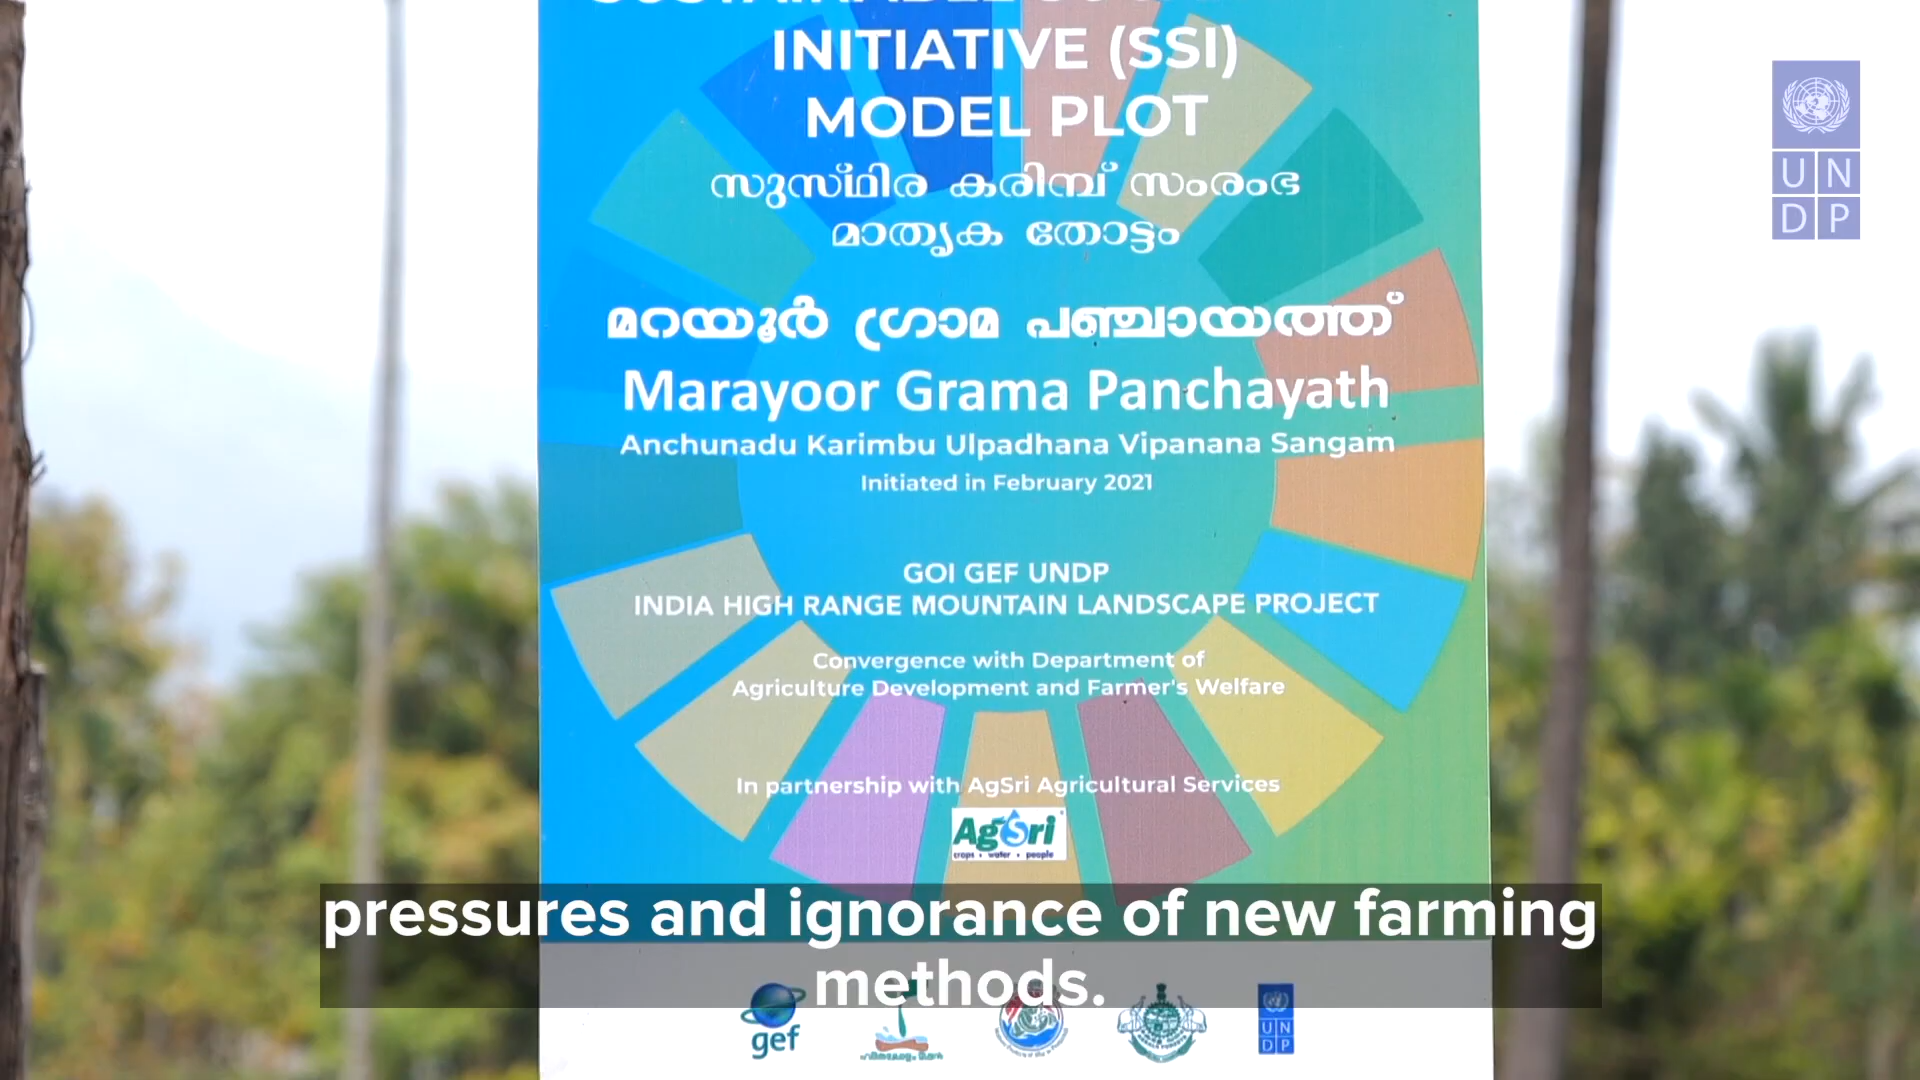 INITIATIVE (SSI)
MODEL PLOT
സുസ്ഥിര കരിമ്പ് സംരംഭ
മാതൃക തോട്ടം
മറയൂർ ഗ്രാമ പഞ്ചായത്ത്
Marayoor Grama Panchayath
Anchunadu Karimbu Ulpadhana Vipanana Sangam
Initiated in February 2021
GOI GEF UNDP
INDIA HIGH RANGE MOUNTAIN LANDSCAPE PROJECT
Convergence with Department of
Agriculture Development and Farmer's Welfare
In partnership with AgSri Agricultural Services
AgSri
crops • water • people
pressures and ignorance of new farming
methods.
gef
UN
DP
UN
DP